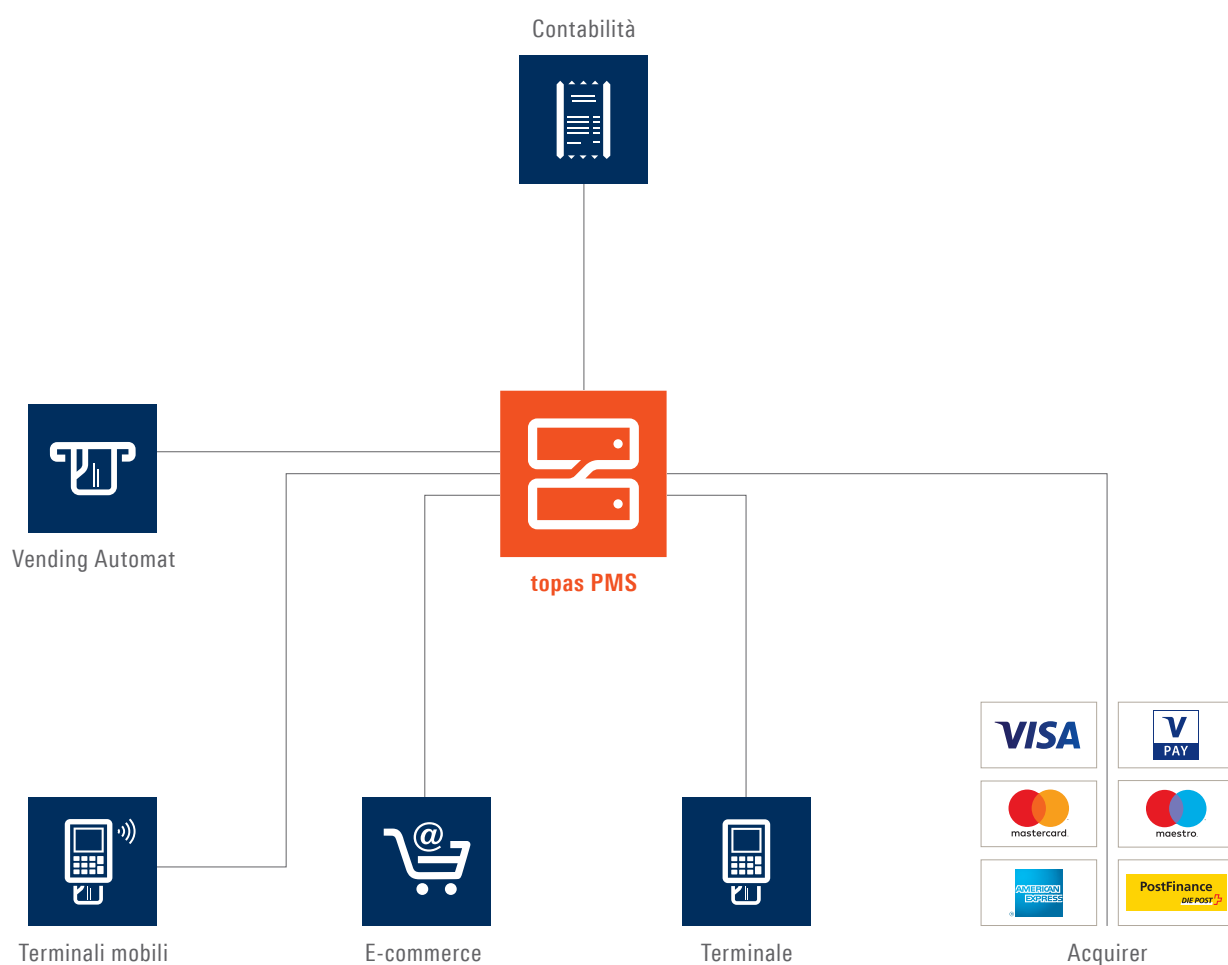 Contabilità
Vending Automat
topas PMS
VISA
V
PAY
mastercard.
maestro.
AMERICAN
EXPRESS
®
PostFinance
DIE POST
@
Terminali mobili
E-commerce
Terminale
Acquirer